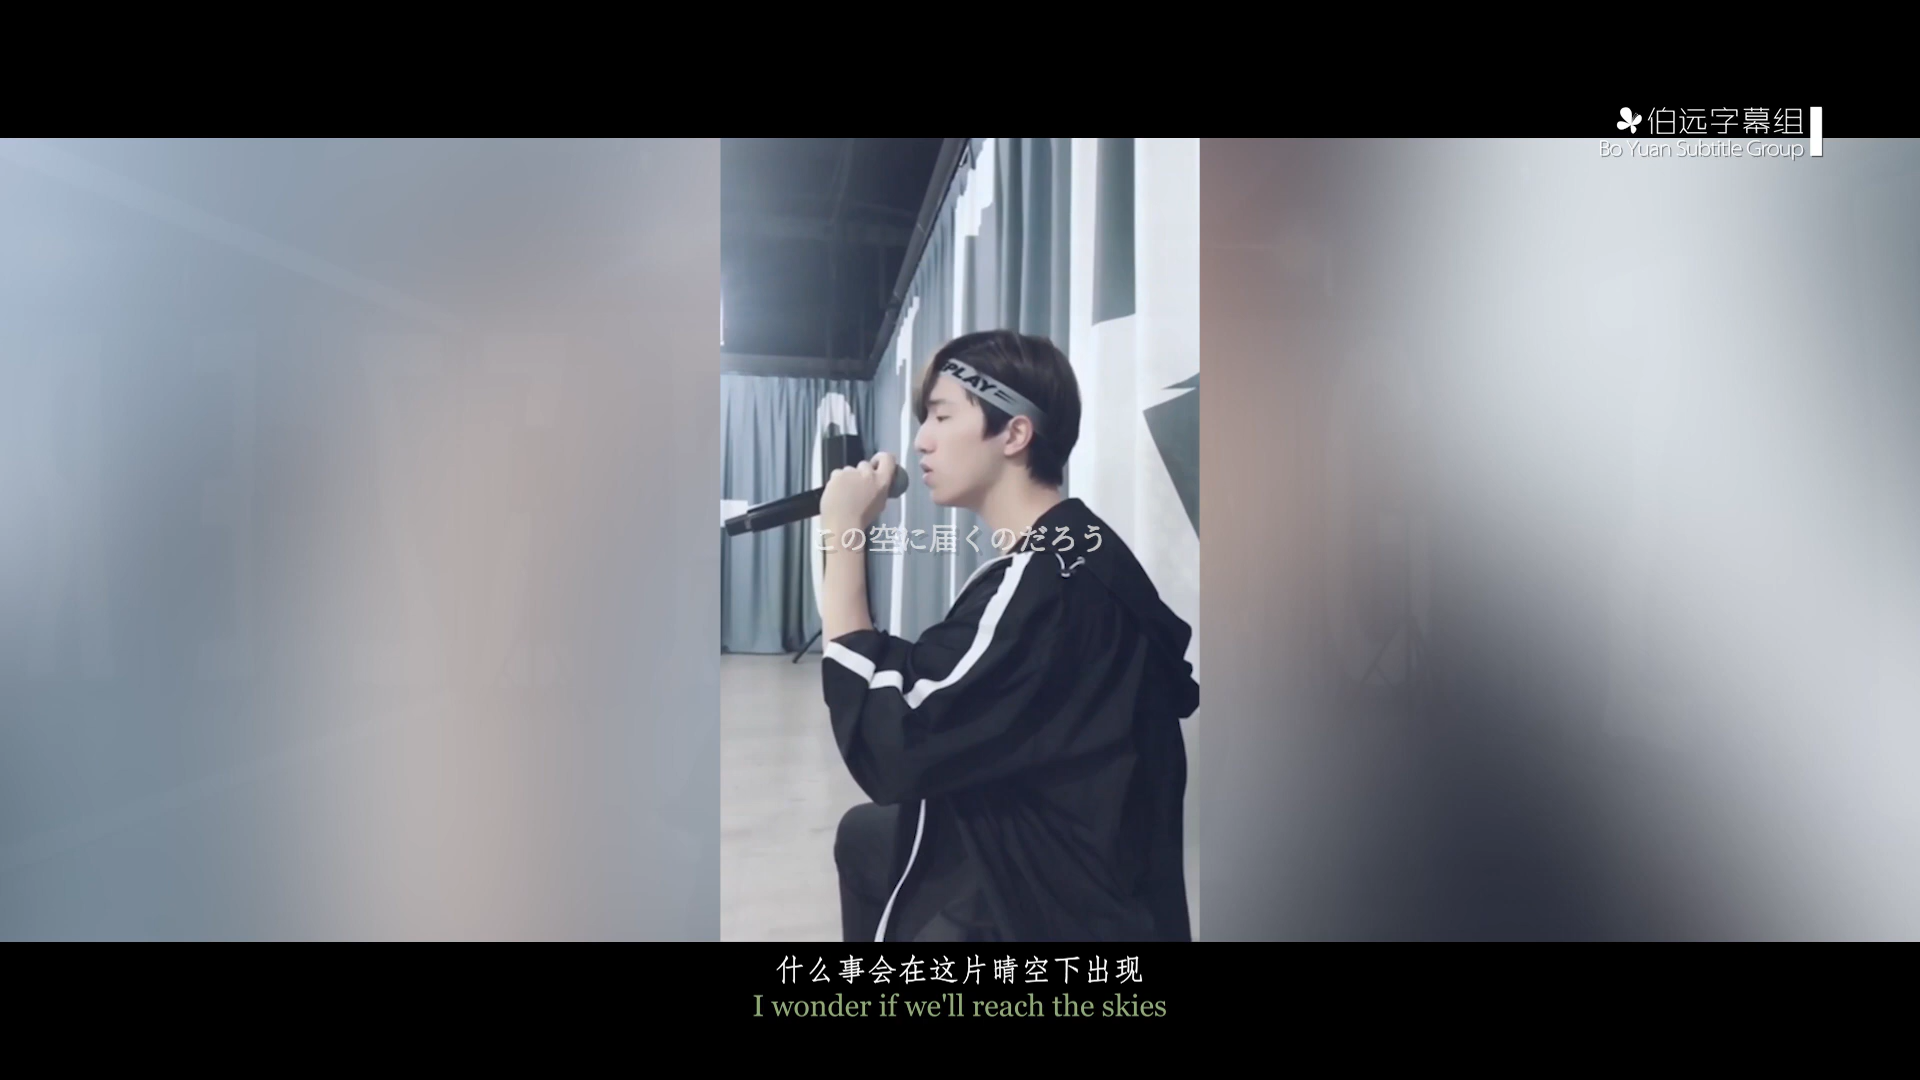 伯远字幕组
Bo Yuan Subtitle Group
PLAY
この空に届くのだろう
什么事会在这片晴空下出现
I wonder if we'll reach the skies